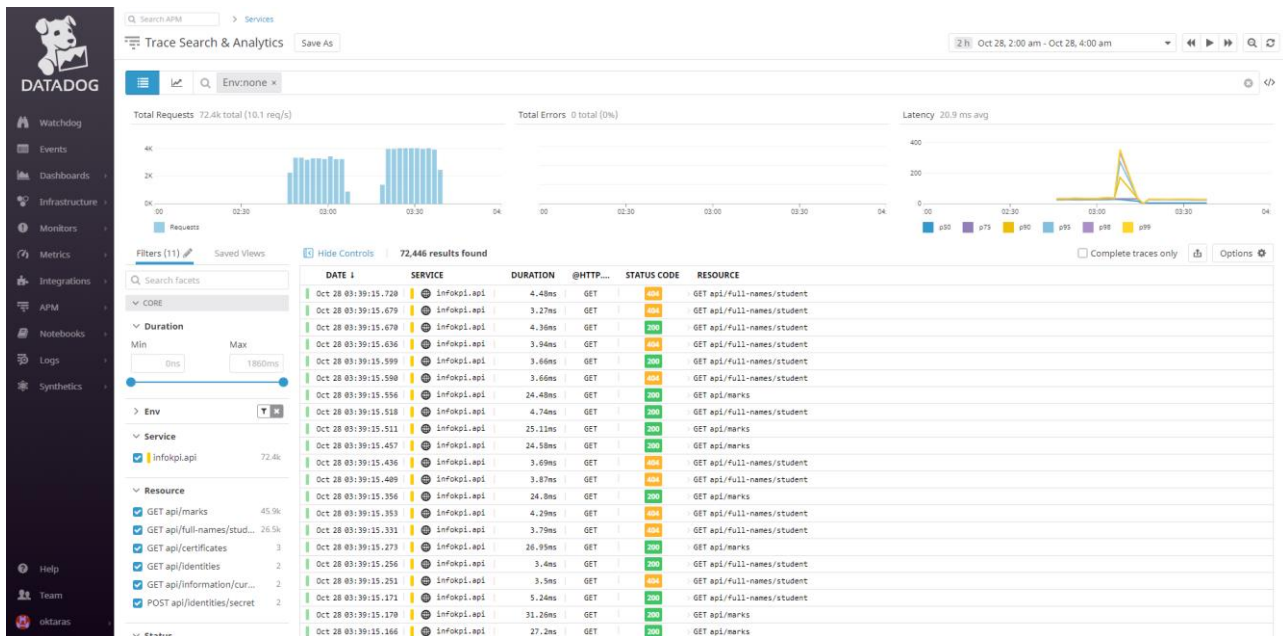 Search APM > Services
Trace Search & Analytics Save As
2 h Oct 28, 2:00 am - Oct 28, 4:00 am
DATADOG
Env:none ×
</>
Watchdog
Events
Dashboards
Infrastructure
Monitors
Metrics
Integrations
APM
Notebooks
Logs
Synthetics
Help
Team
oktaras
Total Requests 72.4k total (10.1 req/s)
4K
2K
0K
:00 02:30 03:00 03:30 04:
Requests
Total Errors 0 total (0%)
:00 02:30 03:00 03:30 04:
Latency 20.9 ms avg
400
200
0
:00 02:30 03:00 03:30 04:
p50 p75 p90 p95 p98 p99
Filters (11) Saved Views
Search facets
CORE
Duration
Min Max
0ns 1860ms
Env
Service
infokpi.api 72.4k
Resource
GET api/marks 45.9k
GET api/full-names/stud... 26.5k
GET api/certificates 3
GET api/identities 2
GET api/information/cur... 2
POST api/identities/secret 2
Status
Hide Controls 72,446 results found
Complete traces only Options
DATE ↓ SERVICE DURATION @HTTP.... STATUS CODE RESOURCE
Oct 28 03:39:15.720 infokpi.api 4.48ms GET 404 GET api/full-names/student
Oct 28 03:39:15.679 infokpi.api 3.27ms GET 404 GET api/full-names/student
Oct 28 03:39:15.670 infokpi.api 4.36ms GET 200 GET api/full-names/student
Oct 28 03:39:15.636 infokpi.api 3.94ms GET 404 GET api/full-names/student
Oct 28 03:39:15.599 infokpi.api 3.66ms GET 200 GET api/full-names/student
Oct 28 03:39:15.590 infokpi.api 3.66ms GET 404 GET api/full-names/student
Oct 28 03:39:15.556 infokpi.api 24.48ms GET 200 GET api/marks
Oct 28 03:39:15.518 infokpi.api 4.74ms GET 200 GET api/full-names/student
Oct 28 03:39:15.511 infokpi.api 25.11ms GET 200 GET api/marks
Oct 28 03:39:15.457 infokpi.api 24.58ms GET 200 GET api/marks
Oct 28 03:39:15.436 infokpi.api 3.69ms GET 404 GET api/full-names/student
Oct 28 03:39:15.409 infokpi.api 3.87ms GET 404 GET api/full-names/student
Oct 28 03:39:15.356 infokpi.api 24.8ms GET 200 GET api/marks
Oct 28 03:39:15.353 infokpi.api 4.29ms GET 404 GET api/full-names/student
Oct 28 03:39:15.331 infokpi.api 3.79ms GET 404 GET api/full-names/student
Oct 28 03:39:15.273 infokpi.api 26.95ms GET 200 GET api/marks
Oct 28 03:39:15.256 infokpi.api 3.4ms GET 200 GET api/full-names/student
Oct 28 03:39:15.251 infokpi.api 3.5ms GET 404 GET api/full-names/student
Oct 28 03:39:15.171 infokpi.api 5.24ms GET 200 GET api/full-names/student
Oct 28 03:39:15.170 infokpi.api 31.26ms GET 200 GET api/marks
Oct 28 03:39:15.166 infokpi.api 27.2ms GET 200 GET api/marks